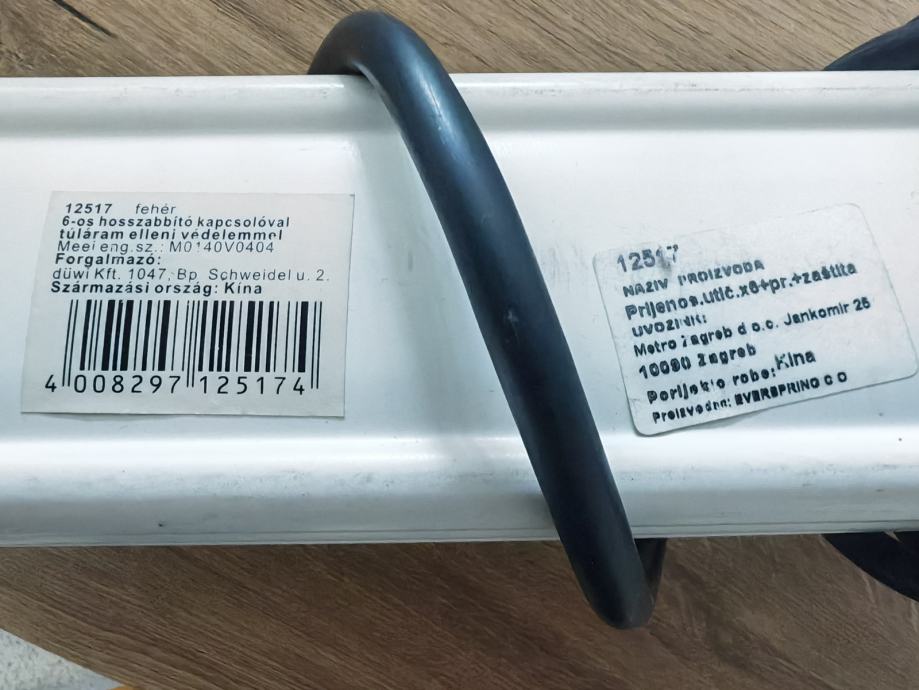 12517 fehér
6-os hosszabbító kapcsolóval
túláram elleni védelemmel
Meei eng.sz.: M0140V0404
Forgalmazó:
düwi Kft. 1047, Bp. Schweidel u. 2.
Származási ország: Kína
4 008297 125174
12517
NAZIV PROIZVODA
Prijenos.utič.x6+pr.+zaštita
UVOZNIK:
Metro Zagreb d.o.o. Jankomir 25
10090 Zagreb
porijeklo robe: Kina
Proizvođač: EVERSPRING CO